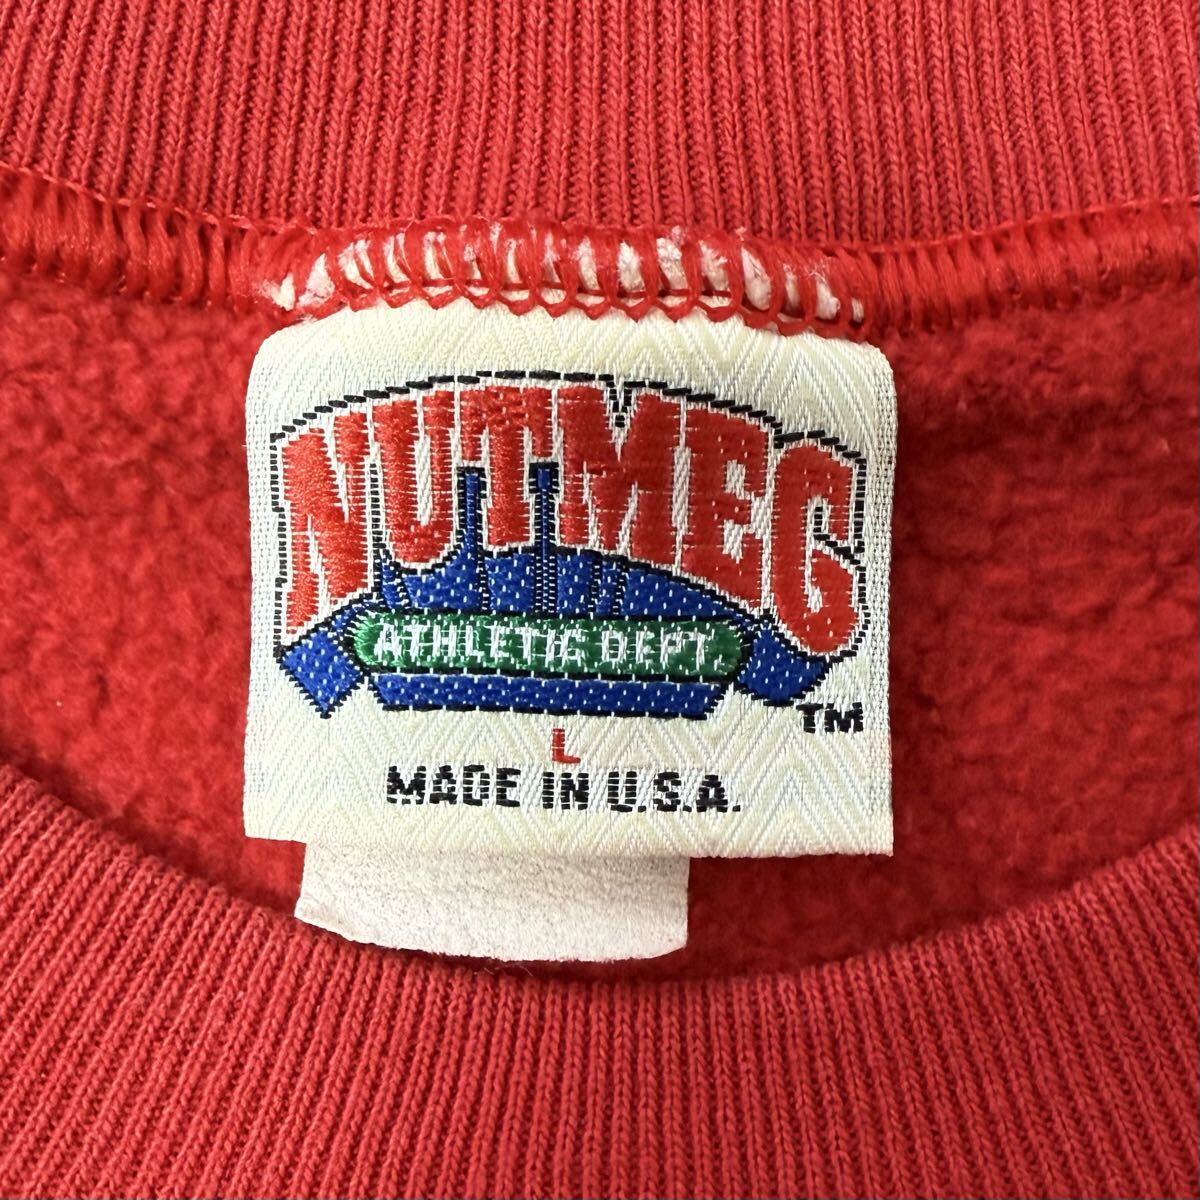 NUTMEG
ATHLETIC DEPT.
TM
L
MADE IN U.S.A.